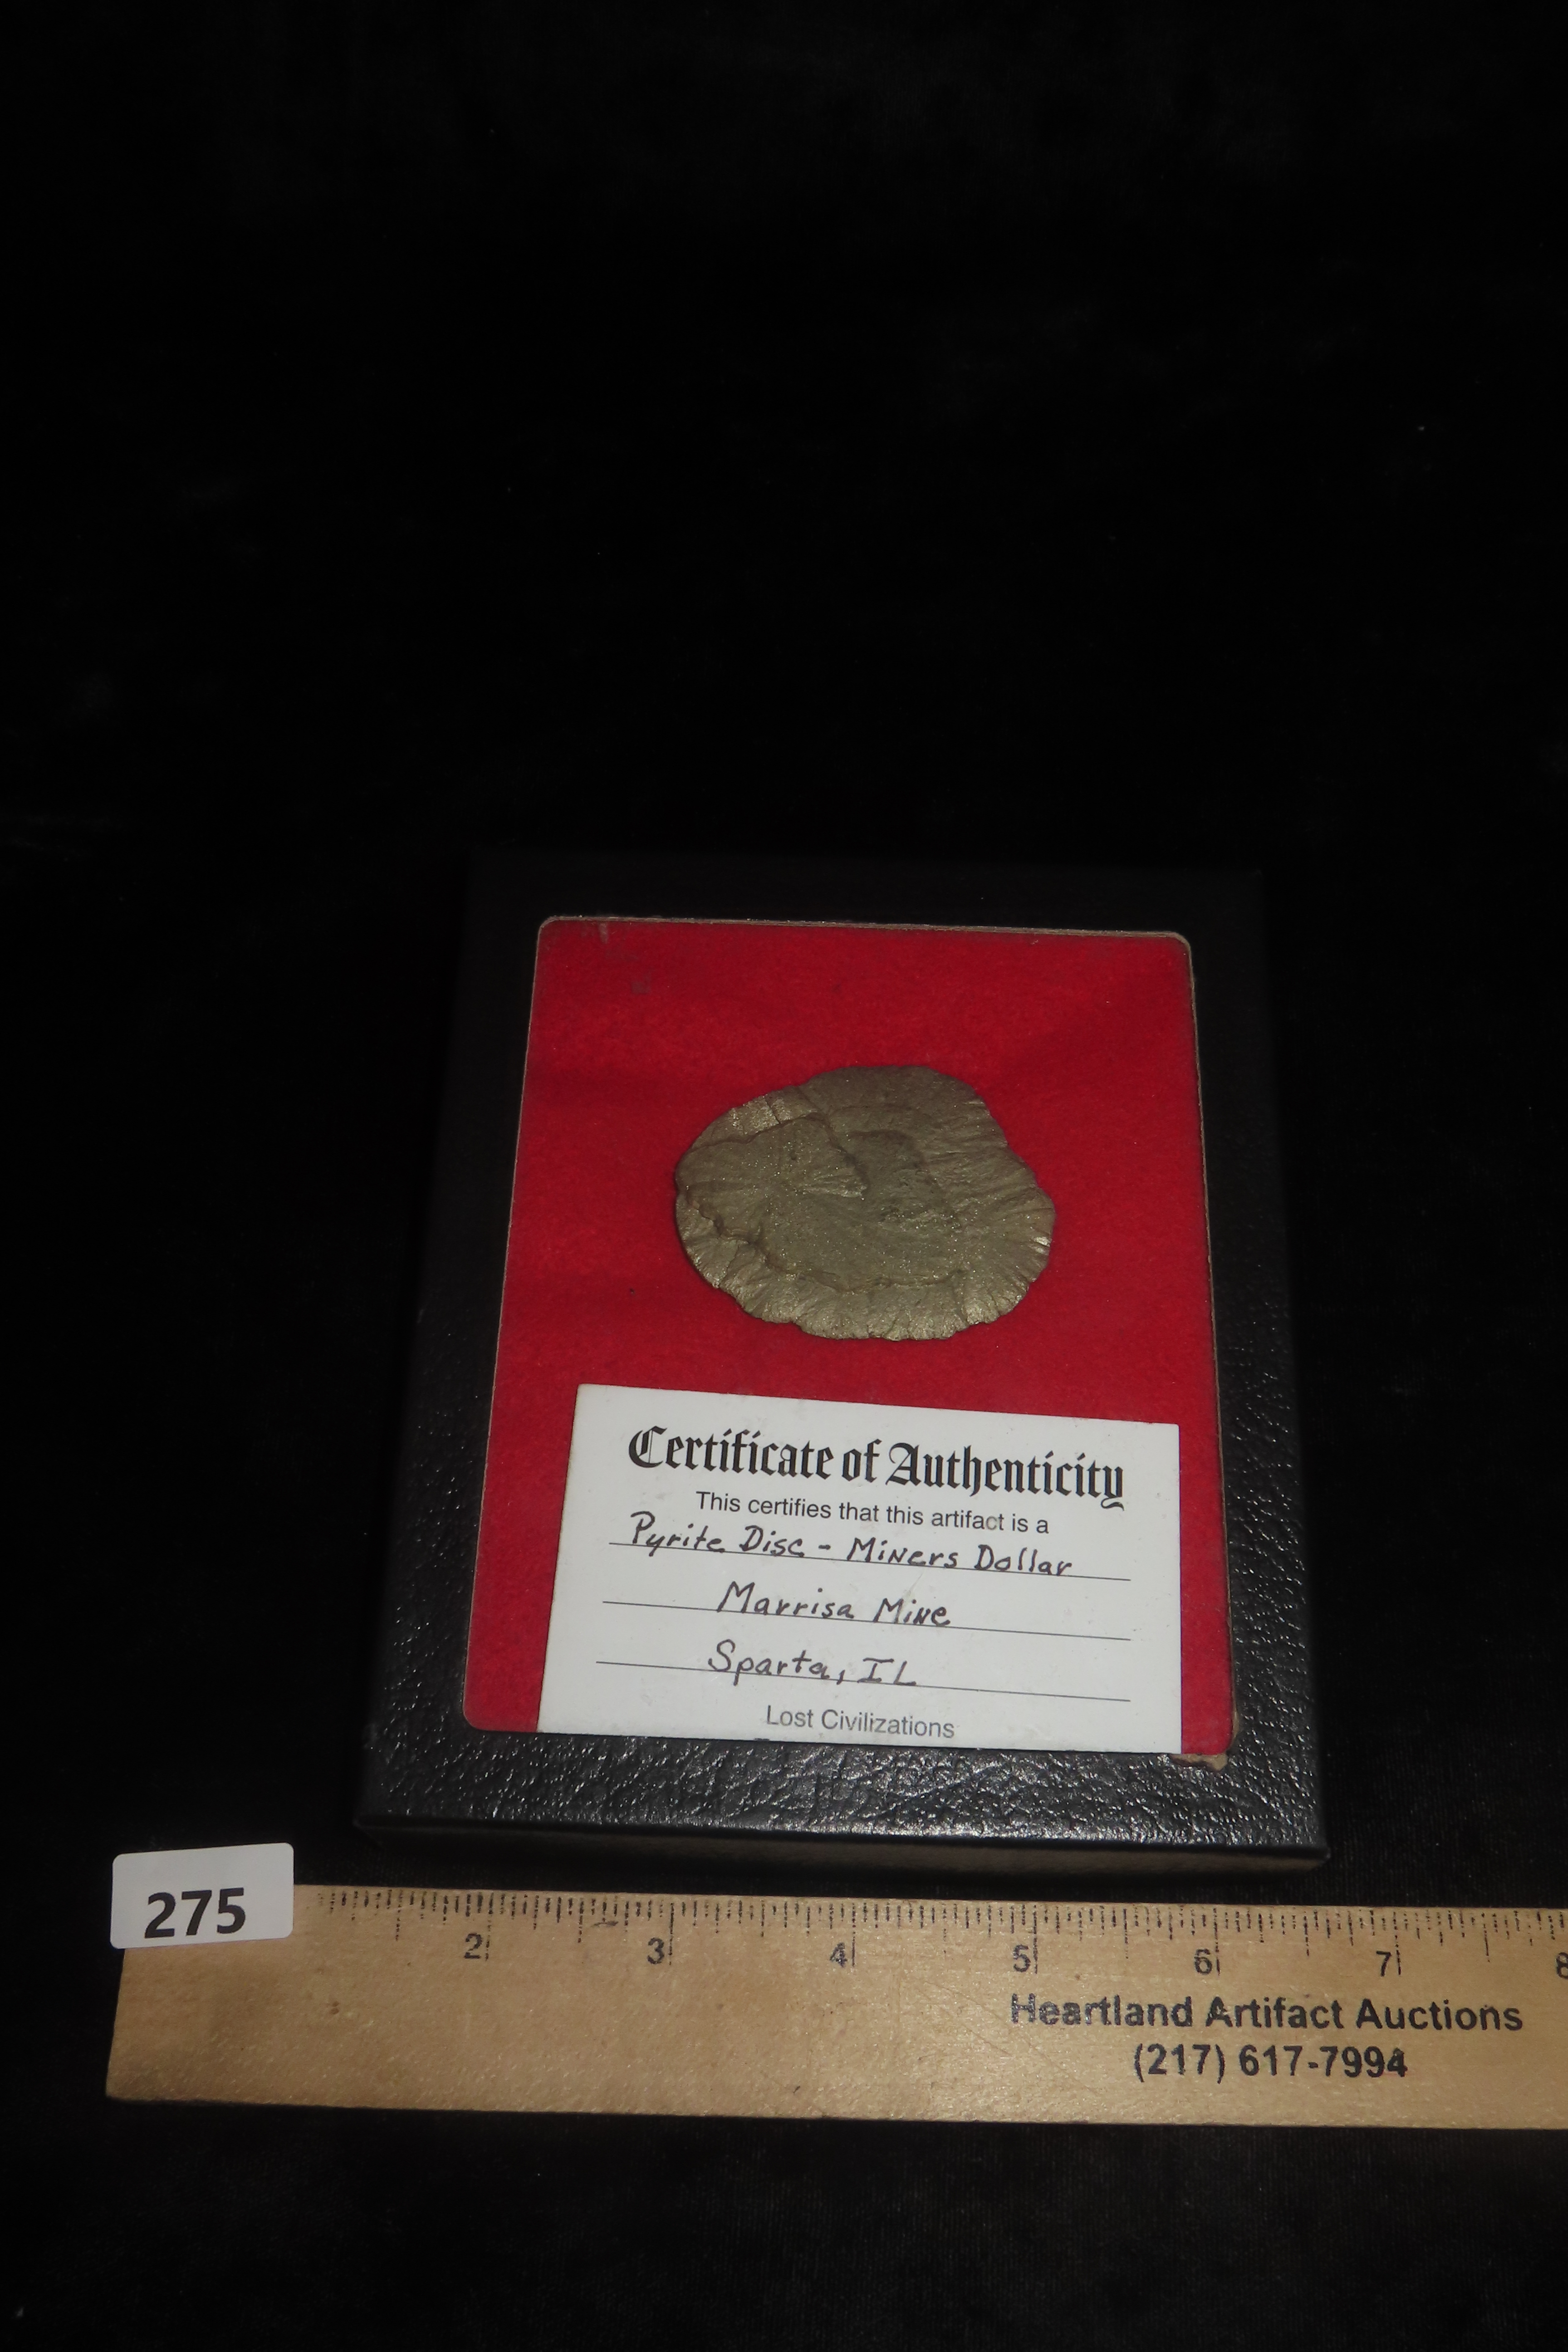 Certificate of Authenticity
This certifies that this artifact is a
Pyrite Disc - Miners Dollar
Marrisa Mine
Sparta, IL
Lost Civilizations
275
2 3 4 5 6 7 8
Heartland Artifact Auctions
(217) 617-7994